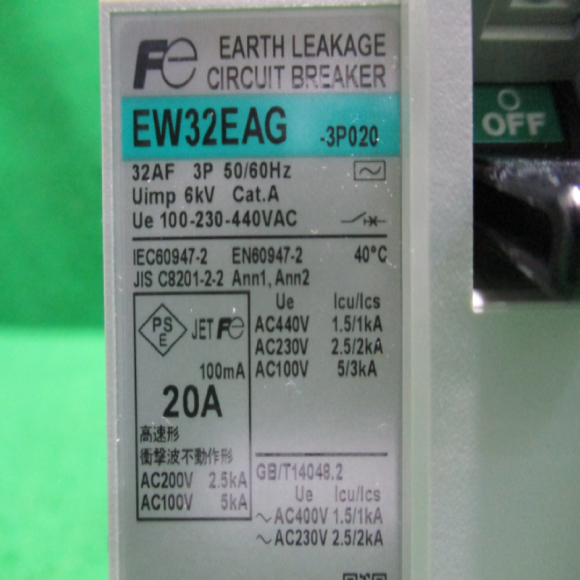 Fe EARTH LEAKAGE
CIRCUIT BREAKER
EW32EAG -3P020
OFF
32AF 3P 50/60Hz
Uimp 6kV Cat.A
Ue 100-230-440VAC
IEC60947-2 EN60947-2 40°C
JIS C8201-2-2 Ann1, Ann2
Ue Icu/Ics
AC440V 1.5/1kA
AC230V 2.5/2kA
AC100V 5/3kA
PS
E
JET Fe
100mA
20A
高速形
衝撃波不動作形
AC200V 2.5kA
AC100V 5kA
GB/T14048.2
Ue Icu/Ics
～AC400V 1.5/1kA
～AC230V 2.5/2kA